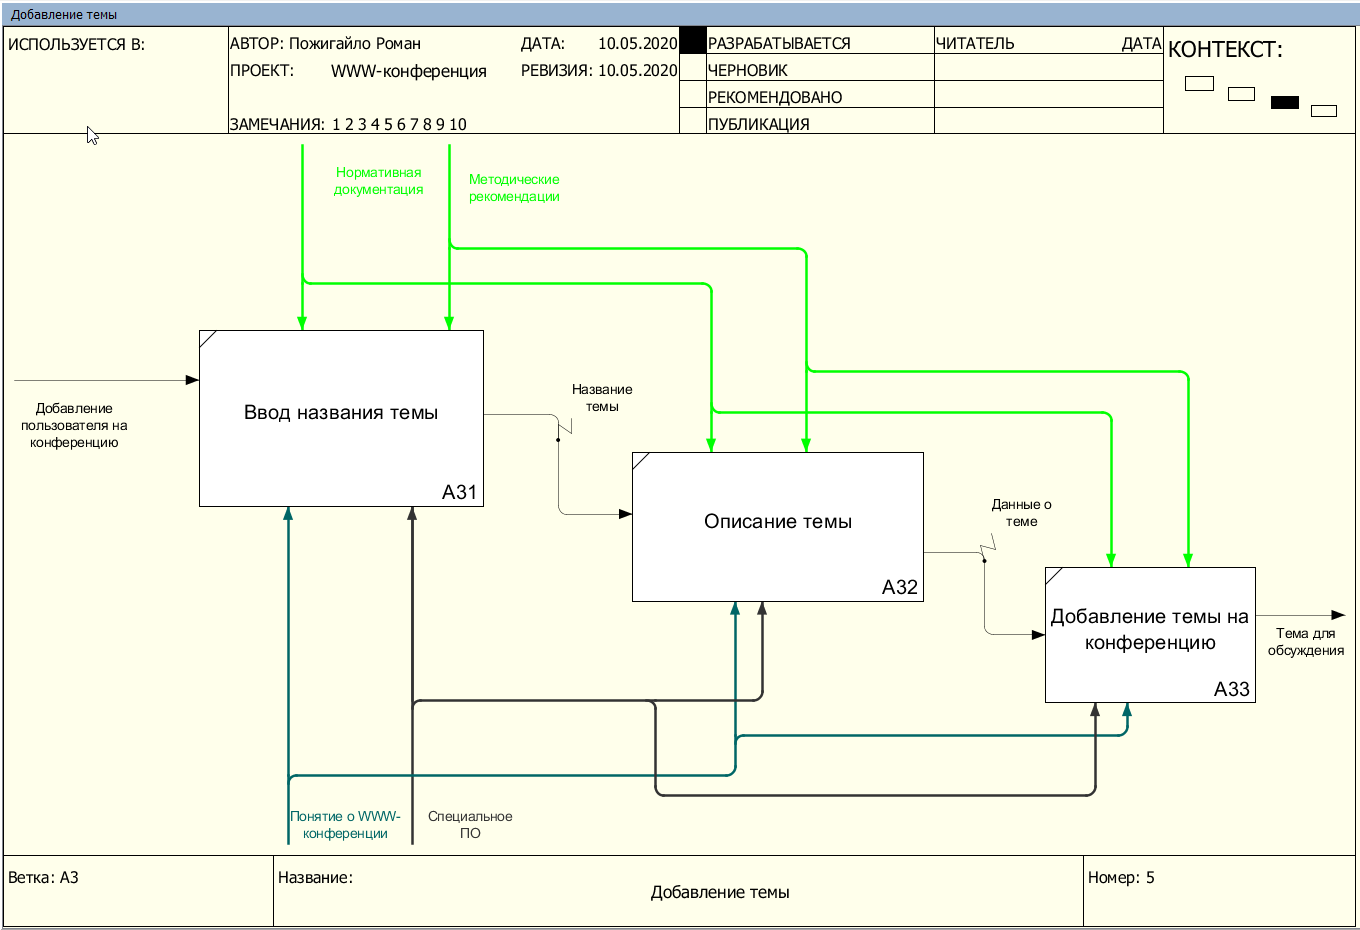 Добавление темы
ИСПОЛЬЗУЕТСЯ В:
АВТОР: Пожигайло Роман
ДАТА: 10.05.2020
ПРОЕКТ: WWW-конференция
РЕВИЗИЯ: 10.05.2020
ЗАМЕЧАНИЯ: 1 2 3 4 5 6 7 8 9 10
РАЗРАБАТЫВАЕТСЯ
ЧЕРНОВИК
РЕКОМЕНДОВАНО
ПУБЛИКАЦИЯ
ЧИТАТЕЛЬ
ДАТА
КОНТЕКСТ:
Нормативная
документация
Методические
рекомендации
Добавление
пользователя на
конференцию
Ввод названия темы
A31
Название
темы
Описание темы
A32
Данные о
теме
Добавление темы на
конференцию
A33
Тема для
обсуждения
Понятие о WWW-
конференции
Специальное
ПО
Ветка: A3
Название:
Добавление темы
Номер: 5